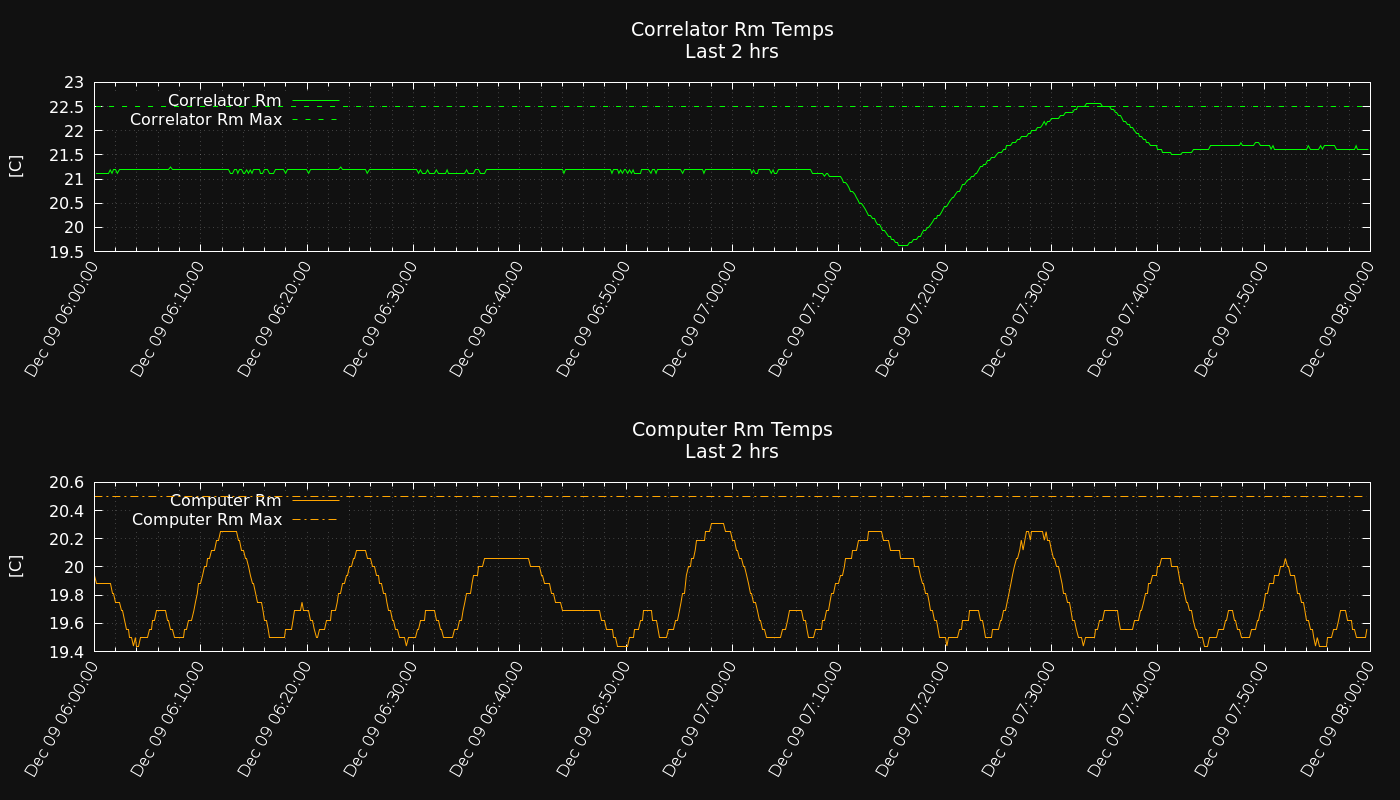 Correlator Rm Temps
Last 2 hrs
23
22.5
22
21.5
21
20.5
20
19.5
[C]
Correlator Rm
Correlator Rm Max
Dec 09 06:00:00
Dec 09 06:10:00
Dec 09 06:20:00
Dec 09 06:30:00
Dec 09 06:40:00
Dec 09 06:50:00
Dec 09 07:00:00
Dec 09 07:10:00
Dec 09 07:20:00
Dec 09 07:30:00
Dec 09 07:40:00
Dec 09 07:50:00
Dec 09 08:00:00
Computer Rm Temps
Last 2 hrs
20.6
20.4
20.2
20
19.8
19.6
19.4
[C]
Computer Rm
Computer Rm Max
Dec 09 06:00:00
Dec 09 06:10:00
Dec 09 06:20:00
Dec 09 06:30:00
Dec 09 06:40:00
Dec 09 06:50:00
Dec 09 07:00:00
Dec 09 07:10:00
Dec 09 07:20:00
Dec 09 07:30:00
Dec 09 07:40:00
Dec 09 07:50:00
Dec 09 08:00:00